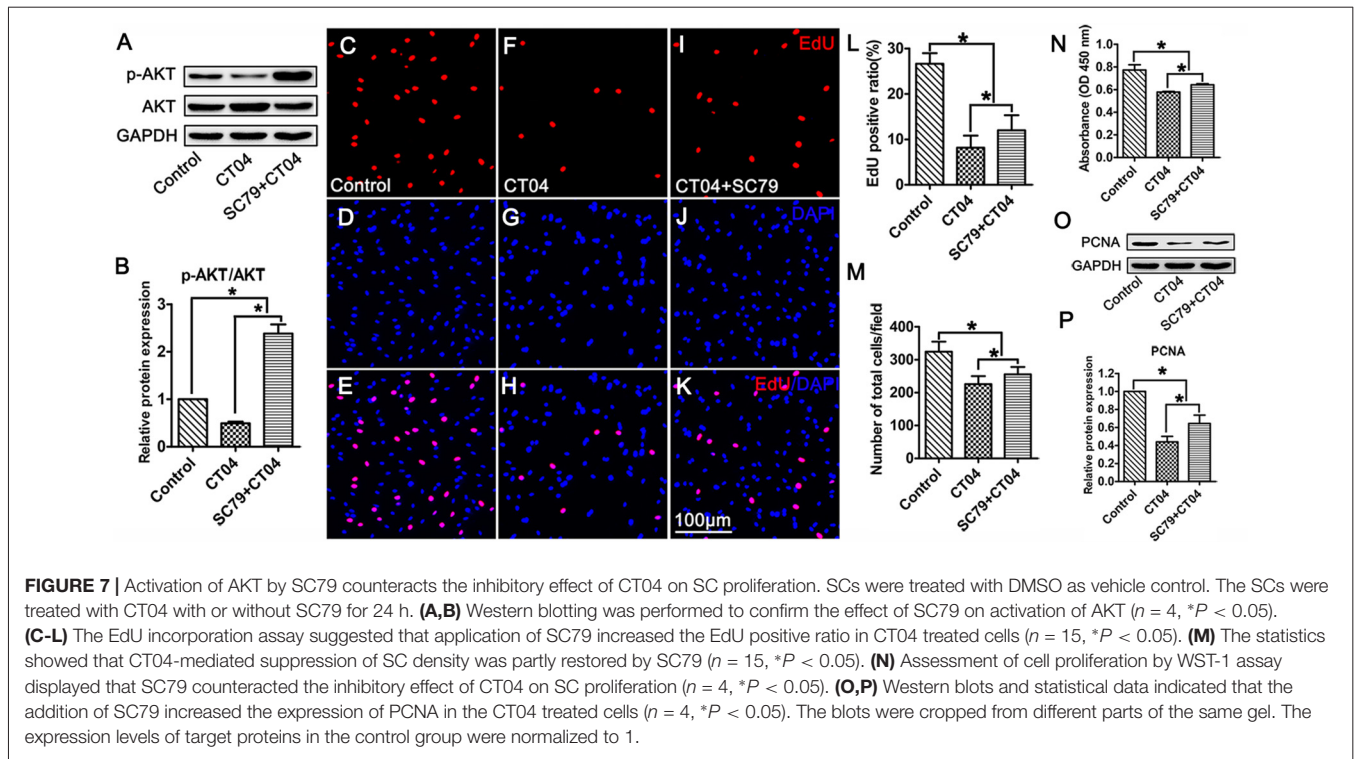 A
p-AKT
AKT
GAPDH
Control
CT04
SC79+CT04
B
p-AKT/AKT
Relative protein expression
3
2
1
0
*
*
Control
CT04
SC79+CT04
C
Control
F
CT04
I
EdU
CT04+SC79
D
G
J
DAPI
E
H
K
EdU/DAPI
100µm
L
EdU positive ratio(%)
30
20
10
0
*
*
Control
CT04
SC79+CT04
M
Number of total cells/field
400
300
200
100
0
*
*
Control
CT04
SC79+CT04
N
Absorbance (OD 450 nm)
1.0
0.8
0.6
0.4
0.2
0.0
*
*
Control
CT04
SC79+CT04
O
PCNA
GAPDH
Control
CT04
SC79+CT04
P
PCNA
Relative protein expression
1.2
1.0
0.8
0.6
0.4
0.2
0.0
*
*
Control
CT04
SC79+CT04
FIGURE 7 | Activation of AKT by SC79 counteracts the inhibitory effect of CT04 on SC proliferation. SCs were treated with DMSO as vehicle control. The SCs were
treated with CT04 with or without SC79 for 24 h. (A,B) Western blotting was performed to confirm the effect of SC79 on activation of AKT (n = 4, *P < 0.05).
(C-L) The EdU incorporation assay suggested that application of SC79 increased the EdU positive ratio in CT04 treated cells (n = 15, *P < 0.05). (M) The statistics
showed that CT04-mediated suppression of SC density was partly restored by SC79 (n = 15, *P < 0.05). (N) Assessment of cell proliferation by WST-1 assay
displayed that SC79 counteracted the inhibitory effect of CT04 on SC proliferation (n = 4, *P < 0.05). (O,P) Western blots and statistical data indicated that the
addition of SC79 increased the expression of PCNA in the CT04 treated cells (n = 4, *P < 0.05). The blots were cropped from different parts of the same gel. The
expression levels of target proteins in the control group were normalized to 1.